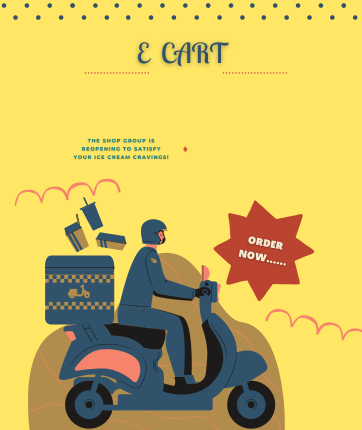 E CART
THE SHOP GROUP IS
REOPENING TO SATISFY
YOUR ICE CREAM CRAVINGS!
ORDER
NOW......